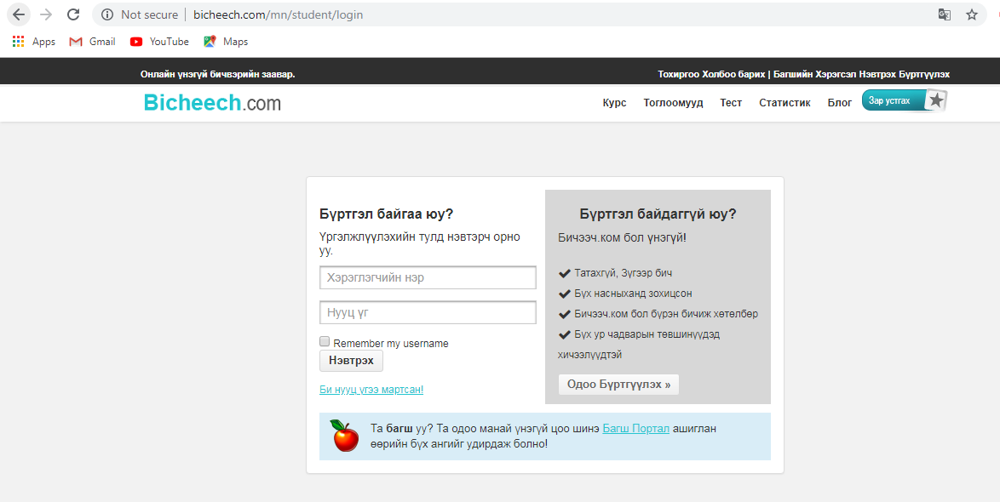 Not secure | bicheech.com/mn/student/login
Apps Gmail YouTube Maps
Онлайн үнэгүй бичвэрийн заавар.
Тохиргоо Холбоо барих | Багшийн Хэрэгсэл Нэвтрэх Бүртгүүлэх
Bicheech.com
Курс Тоглоомууд Тест Статистик Блог Зар устгах
Бүртгэл байгаа юу?
Үргэлжлүүлэхийн тулд нэвтэрч орно
уу.
Хэрэглэгчийн нэр
Нууц үг
Remember my username
Нэвтрэх
Би нууц үгээ мартсан!
Бүртгэл байдаггүй юу?
Бичээч.ком бол үнэгүй!
Татахгүй, Зүгээр бич
Бүх насныханд зохицсон
Бичээч.ком бол бүрэн бичиж хөтөлбөр
Бүх ур чадварын төвшинүүдэд
хичээлүүдтэй
Одоо Бүртгүүлэх »
Та багш уу? Та одоо манай үнэгүй цоо шинэ Багш Портал ашиглан
өөрийн бүх ангийг удирдаж болно!